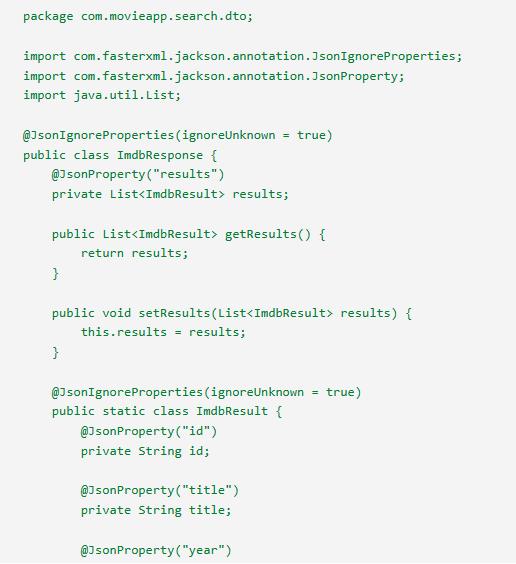 package com.movieapp.search.dto;

import com.fasterxml.jackson.annotation.JsonIgnoreProperties;
import com.fasterxml.jackson.annotation.JsonProperty;
import java.util.List;

@JsonIgnoreProperties(ignoreUnknown = true)
public class ImdbResponse {
    @JsonProperty("results")
    private List<ImdbResult> results;

    public List<ImdbResult> getResults() {
        return results;
    }

    public void setResults(List<ImdbResult> results) {
        this.results = results;
    }

    @JsonIgnoreProperties(ignoreUnknown = true)
    public static class ImdbResult {
        @JsonProperty("id")
        private String id;

        @JsonProperty("title")
        private String title;

        @JsonProperty("year")